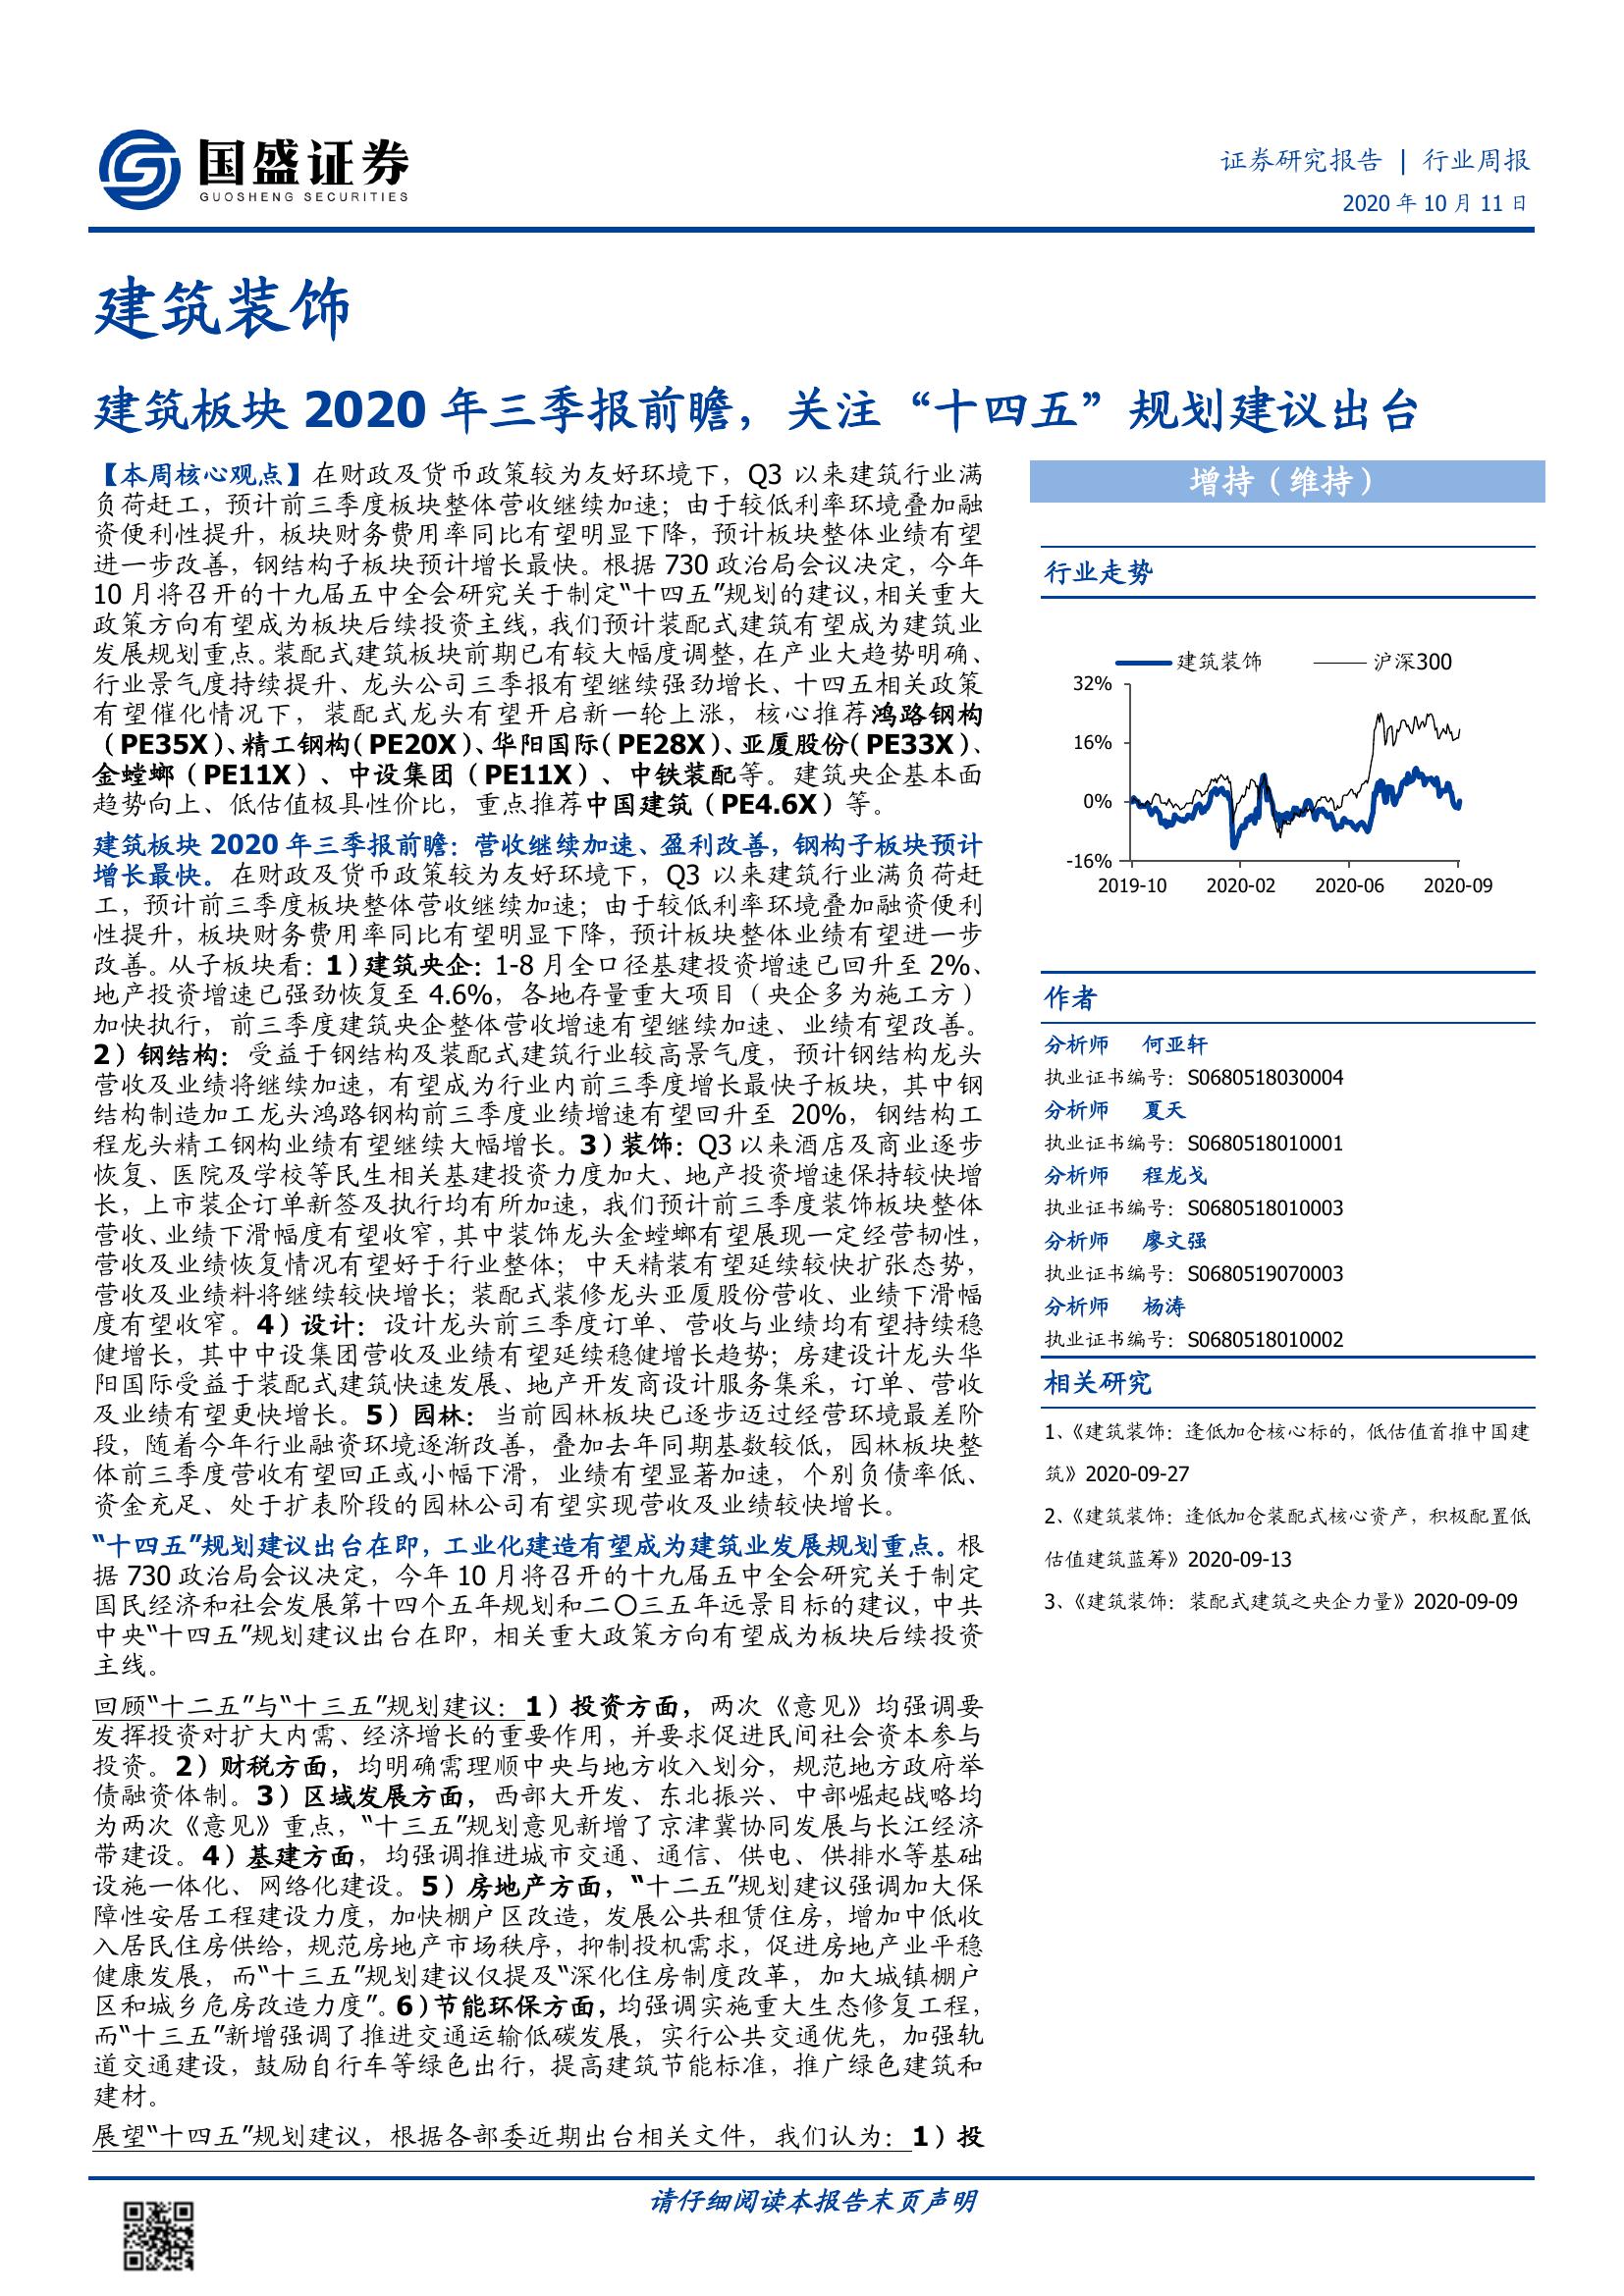 国盛证券
GUOSHENG SECURITIES
证券研究报告 | 行业周报
2020 年 10 月 11 日
建筑装饰
建筑板块 2020 年三季报前瞻，关注“十四五”规划建议出台
【本周核心观点】在财政及货币政策较为友好环境下，Q3 以来建筑行业满
负荷赶工，预计前三季度板块整体营收继续加速；由于较低利率环境叠加融
资便利性提升，板块财务费用率同比有望明显下降，预计板块整体业绩有望
进一步改善，钢结构子板块预计增长最快。根据 730 政治局会议决定，今年
10 月将召开的十九届五中全会研究关于制定“十四五”规划的建议，相关重大
政策方向有望成为板块后续投资主线，我们预计装配式建筑有望成为建筑业
发展规划重点。装配式建筑板块前期已有较大幅度调整，在产业大趋势明确、
行业景气度持续提升、龙头公司三季报有望继续强劲增长、十四五相关政策
有望催化情况下，装配式龙头有望开启新一轮上涨，核心推荐鸿路钢构
（PE35X）、精工钢构（PE20X）、华阳国际（PE28X）、亚厦股份（PE33X）、
金螳螂（PE11X）、中设集团（PE11X）、中铁装配等。建筑央企基本面
趋势向上、低估值极具性价比，重点推荐中国建筑（PE4.6X）等。
建筑板块 2020 年三季报前瞻：营收继续加速、盈利改善，钢构子板块预计
增长最快。在财政及货币政策较为友好环境下，Q3 以来建筑行业满负荷赶
工，预计前三季度板块整体营收继续加速；由于较低利率环境叠加融资便利
性提升，板块财务费用率同比有望明显下降，预计板块整体业绩有望进一步
改善。从子板块看：1）建筑央企：1-8 月全口径基建投资增速已回升至 2%、
地产投资增速已强劲恢复至 4.6%，各地存量重大项目（央企多为施工方）
加快执行，前三季度建筑央企整体营收增速有望继续加速、业绩有望改善。
2）钢结构：受益于钢结构及装配式建筑行业较高景气度，预计钢结构龙头
营收及业绩将继续加速，有望成为行业内前三季度增长最快子板块，其中钢
结构制造加工龙头鸿路钢构前三季度业绩增速有望回升至 20%，钢结构工
程龙头精工钢构业绩有望继续大幅增长。3）装饰：Q3 以来酒店及商业逐步
恢复、医院及学校等民生相关基建投资力度加大、地产投资增速保持较快增
长，上市装企订单新签及执行均有所加速，我们预计前三季度装饰板块整体
营收、业绩下滑幅度有望收窄，其中装饰龙头金螳螂有望展现一定经营韧性，
营收及业绩恢复情况有望好于行业整体；中天精装有望延续较快扩张态势，
营收及业绩料将继续较快增长；装配式装修龙头亚厦股份营收、业绩下滑幅
度有望收窄。4）设计：设计龙头前三季度订单、营收与业绩均有望持续稳
健增长，其中中设集团营收及业绩有望延续稳健增长趋势；房建设计龙头华
阳国际受益于装配式建筑快速发展、地产开发商设计服务集采，订单、营收
及业绩有望更快增长。5）园林：当前园林板块已逐步迈过经营环境最差阶
段，随着今年行业融资环境逐渐改善，叠加去年同期基数较低，园林板块整
体前三季度营收有望回正或小幅下滑，业绩有望显著加速，个别负债率低、
资金充足、处于扩表阶段的园林公司有望实现营收及业绩较快增长。
“十四五”规划建议出台在即，工业化建造有望成为建筑业发展规划重点。根
据 730 政治局会议决定，今年 10 月将召开的十九届五中全会研究关于制定
国民经济和社会发展第十四个五年规划和二〇三五年远景目标的建议，中共
中央“十四五”规划建议出台在即，相关重大政策方向有望成为板块后续投资
主线。
回顾“十二五”与“十三五”规划建议：1）投资方面，两次《意见》均强调要
发挥投资对扩大内需、经济增长的重要作用，并要求促进民间社会资本参与
投资。2）财税方面，均明确需理顺中央与地方收入划分，规范地方政府举
债融资体制。3）区域发展方面，西部大开发、东北振兴、中部崛起战略均
为两次《意见》重点，“十三五”规划意见新增了京津冀协同发展与长江经济
带建设。4）基建方面，均强调推进城市交通、通信、供电、供排水等基础
设施一体化、网络化建设。5）房地产方面，“十二五”规划建议强调加大保
障性安居工程建设力度，加快棚户区改造，发展公共租赁住房，增加中低收
入居民住房供给，规范房地产市场秩序，抑制投机需求，促进房地产业平稳
健康发展，而“十三五”规划建议仅提及“深化住房制度改革，加大城镇棚户
区和城乡危房改造力度”。6）节能环保方面，均强调实施重大生态修复工程，
而“十三五”新增强调了推进交通运输低碳发展，实行公共交通优先，加强轨
道交通建设，鼓励自行车等绿色出行，提高建筑节能标准，推广绿色建筑和
建材。
展望“十四五”规划建议，根据各部委近期出台相关文件，我们认为：1）投
增持（维持）
行业走势
建筑装饰 沪深300
32%
16%
0%
-16%
2019-10 2020-02 2020-06 2020-09
作者
分析师 何亚轩
执业证书编号：S0680518030004
分析师 夏天
执业证书编号：S0680518010001
分析师 程龙戈
执业证书编号：S0680518010003
分析师 廖文强
执业证书编号：S0680519070003
分析师 杨涛
执业证书编号：S0680518010002
相关研究
1、《建筑装饰：逢低加仓核心标的，低估值首推中国建
筑》2020-09-27
2、《建筑装饰：逢低加仓装配式核心资产，积极配置低
估值建筑蓝筹》2020-09-13
3、《建筑装饰：装配式建筑之央企力量》2020-09-09
请仔细阅读本报告末页声明